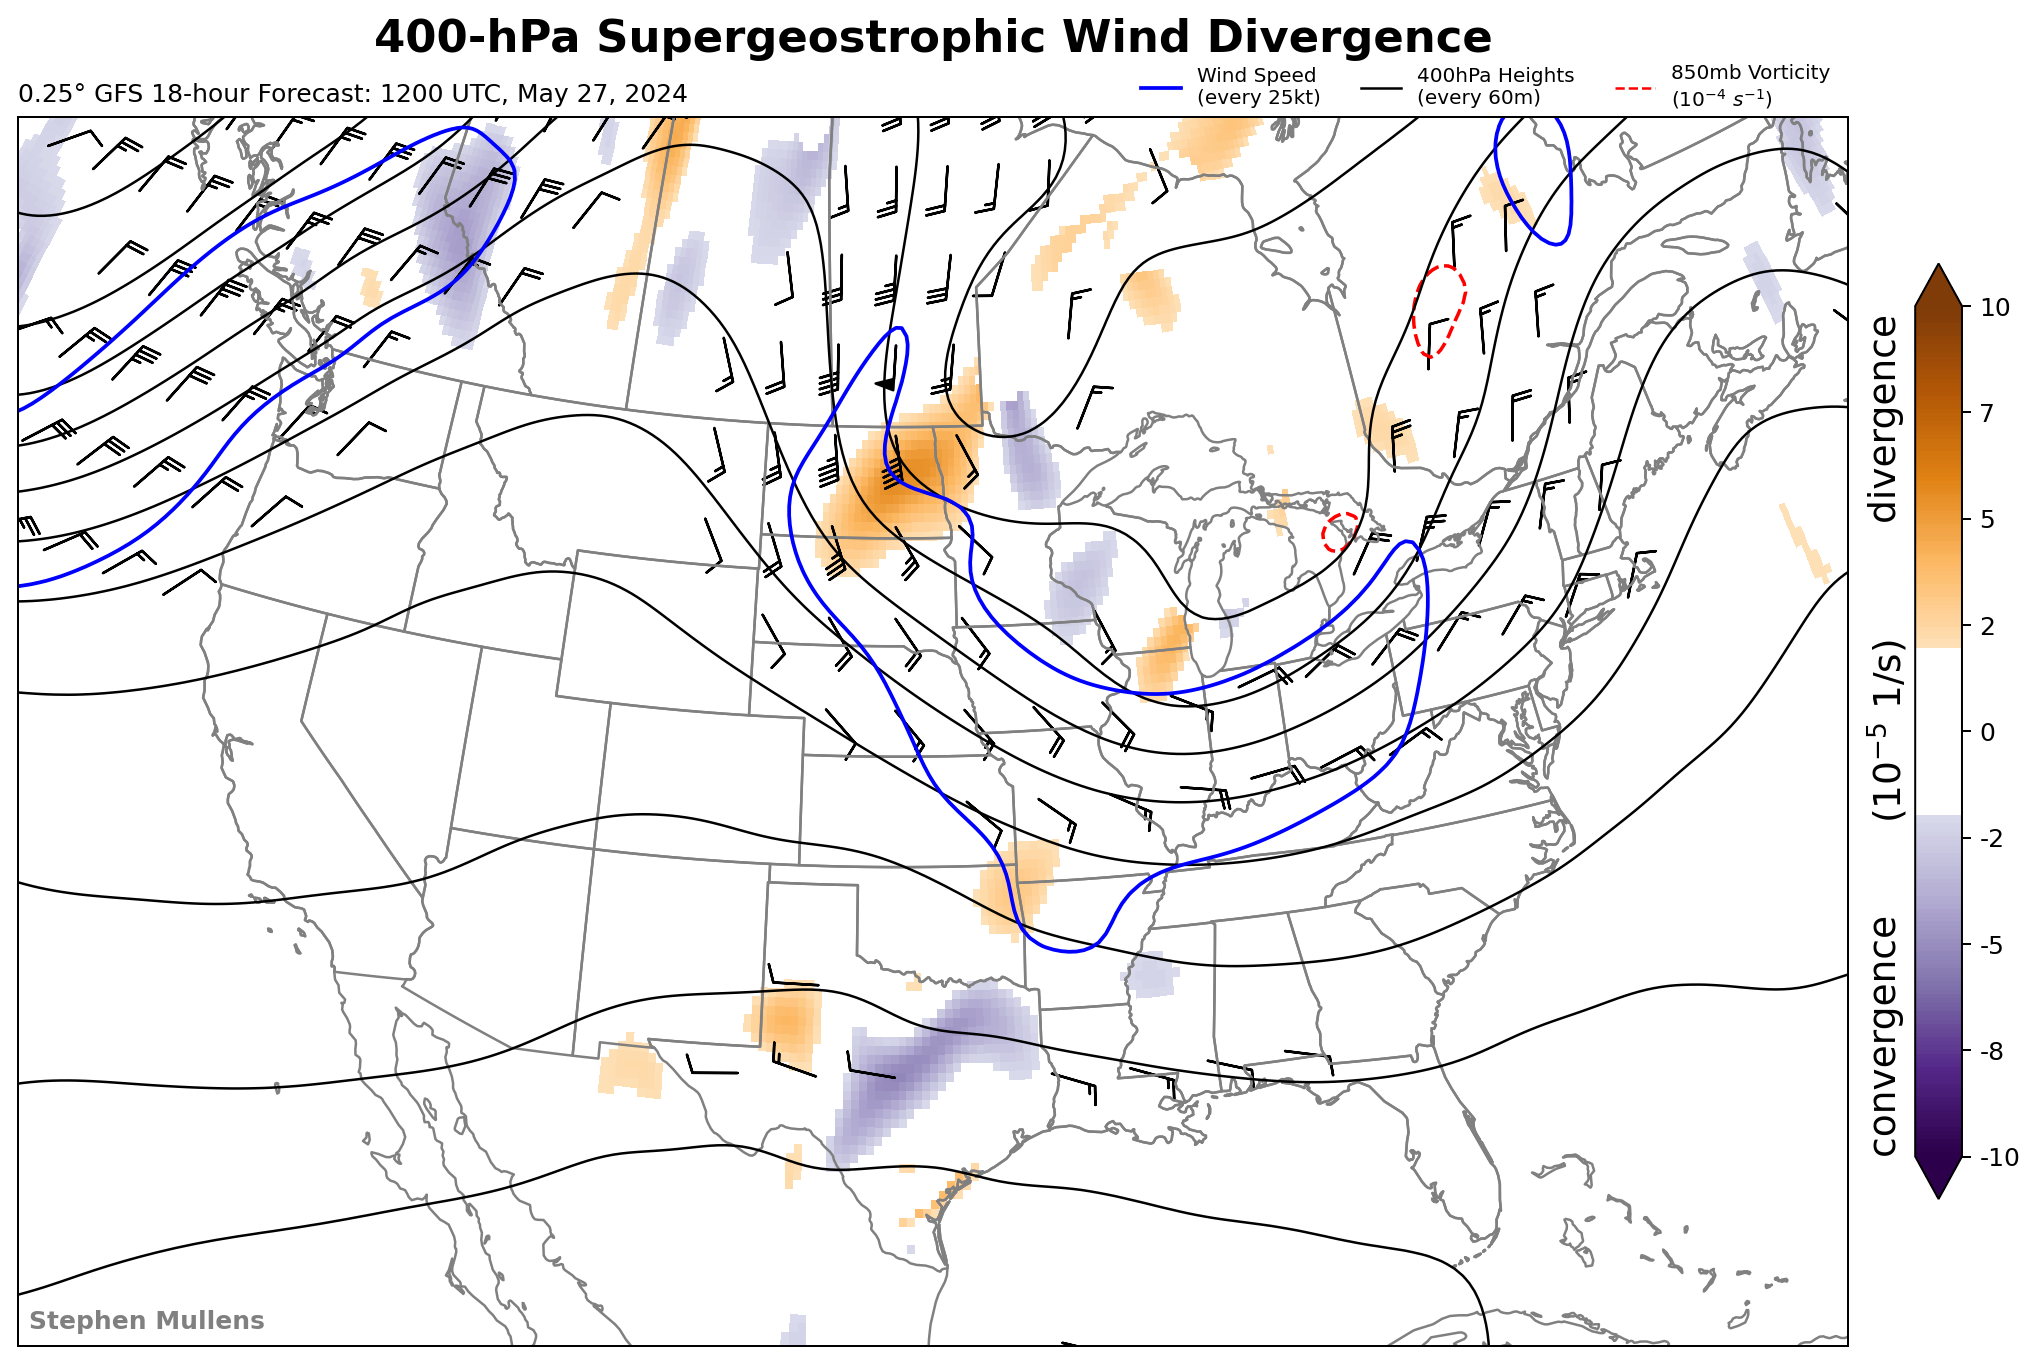 400-hPa Supergeostrophic Wind Divergence
0.25° GFS 18-hour Forecast: 1200 UTC, May 27, 2024
Wind Speed
(every 25kt)
400hPa Heights
(every 60m)
850mb Vorticity
(10⁻⁴ s⁻¹)
10
7
5
2
0
-2
-5
-8
-10
convergence (10⁻⁵ 1/s) divergence
Stephen Mullens